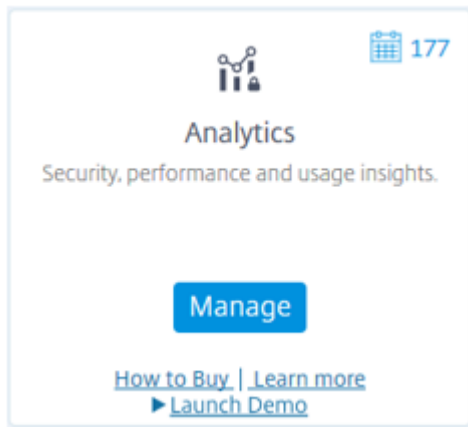 177
Analytics
Security, performance and usage insights.
Manage
How to Buy | Learn more
Launch Demo